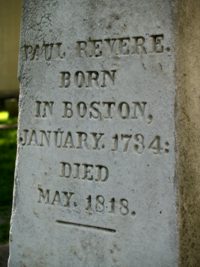 PAUL REVERE.
BORN
IN BOSTON,
JANUARY. 1734:
DIED
MAY. 1818.